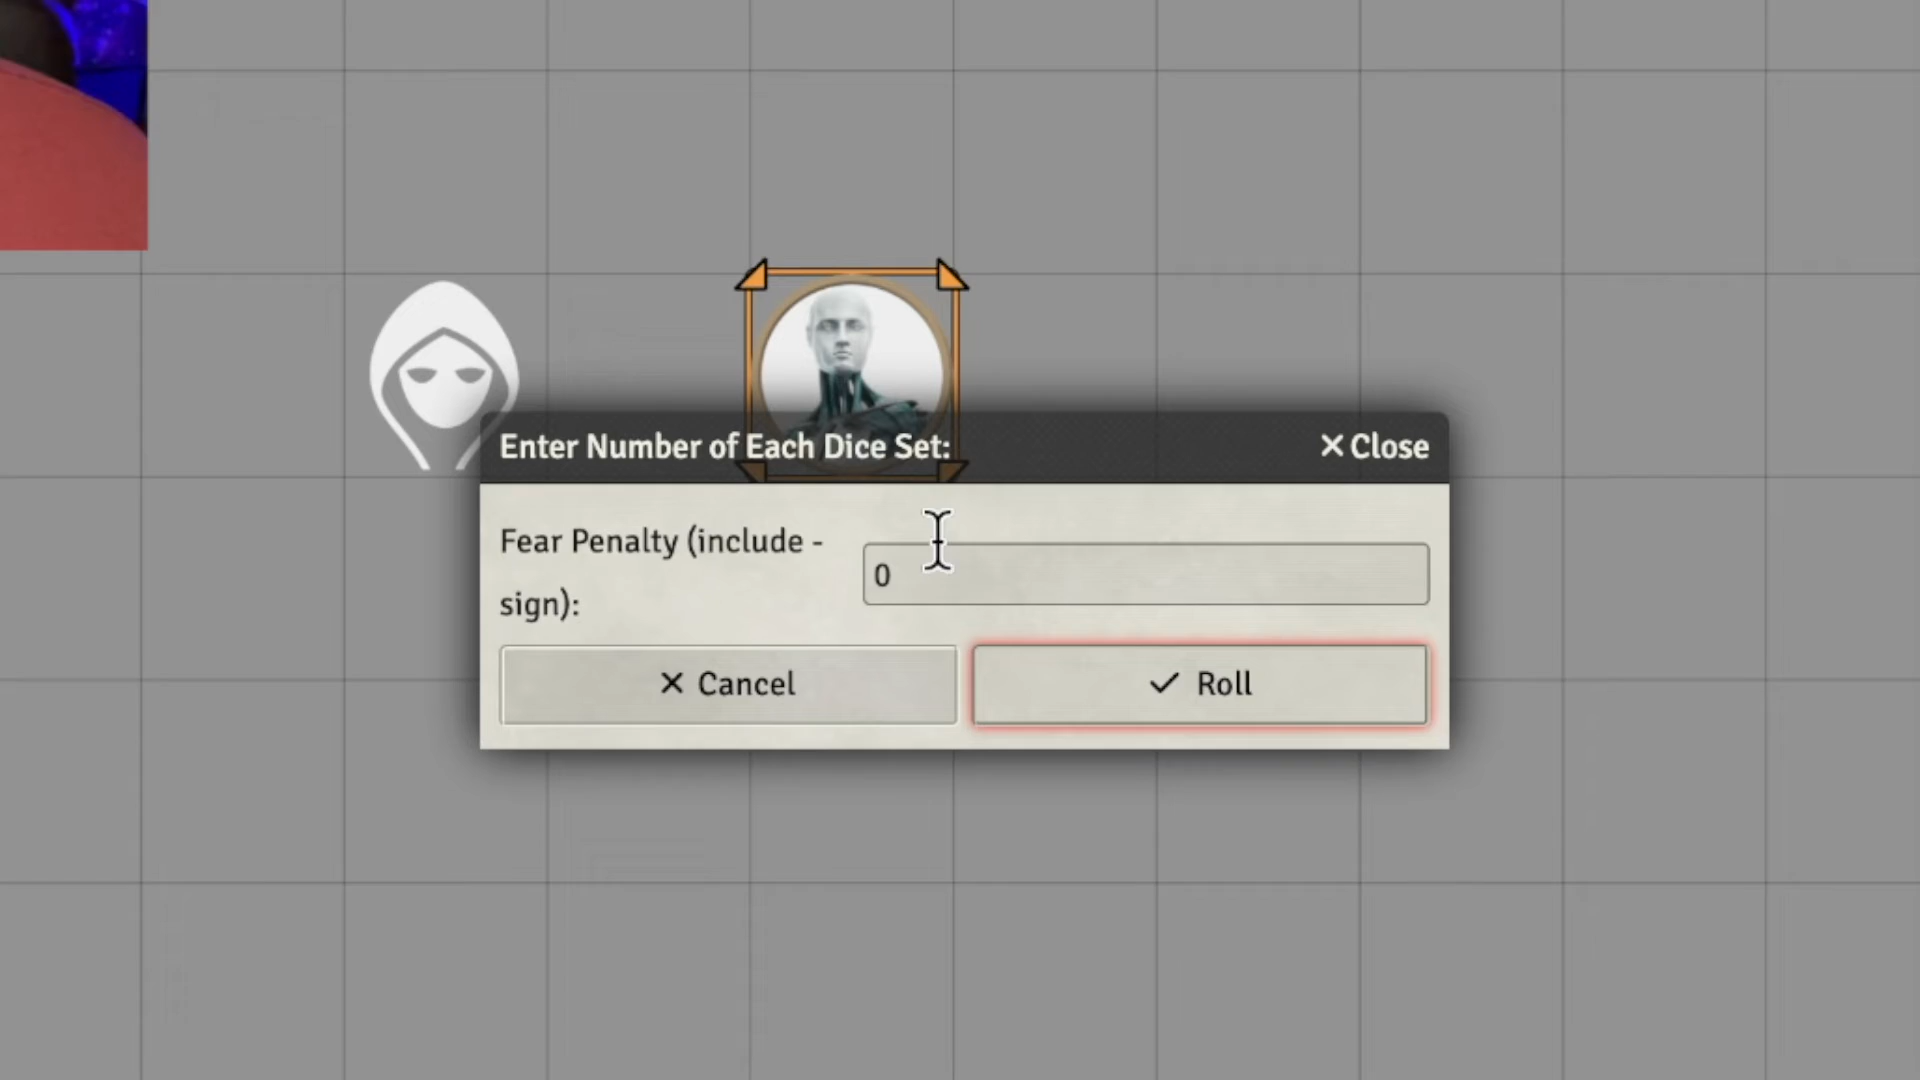 Enter Number of Each Dice Set:
× Close
Fear Penalty (include -
sign):
0
× Cancel
✓ Roll